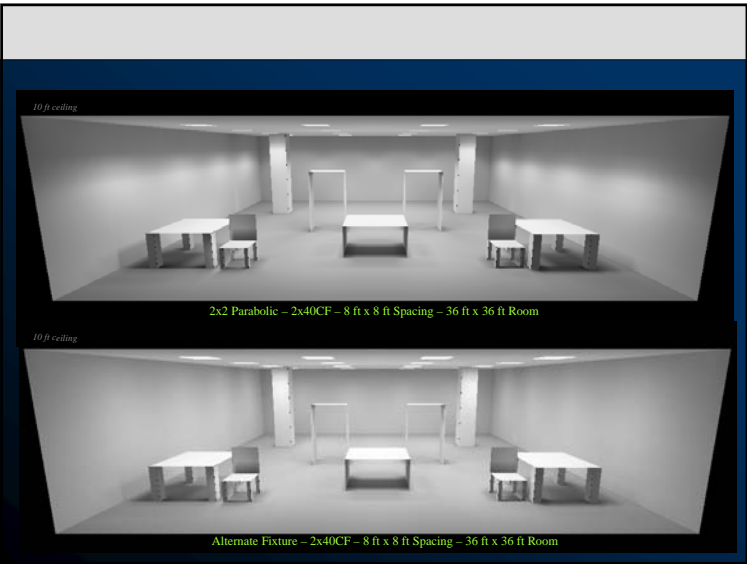 10 ft ceiling
2x2 Parabolic – 2x40CF – 8 ft x 8 ft Spacing – 36 ft x 36 ft Room
10 ft ceiling
Alternate Fixture – 2x40CF – 8 ft x 8 ft Spacing – 36 ft x 36 ft Room